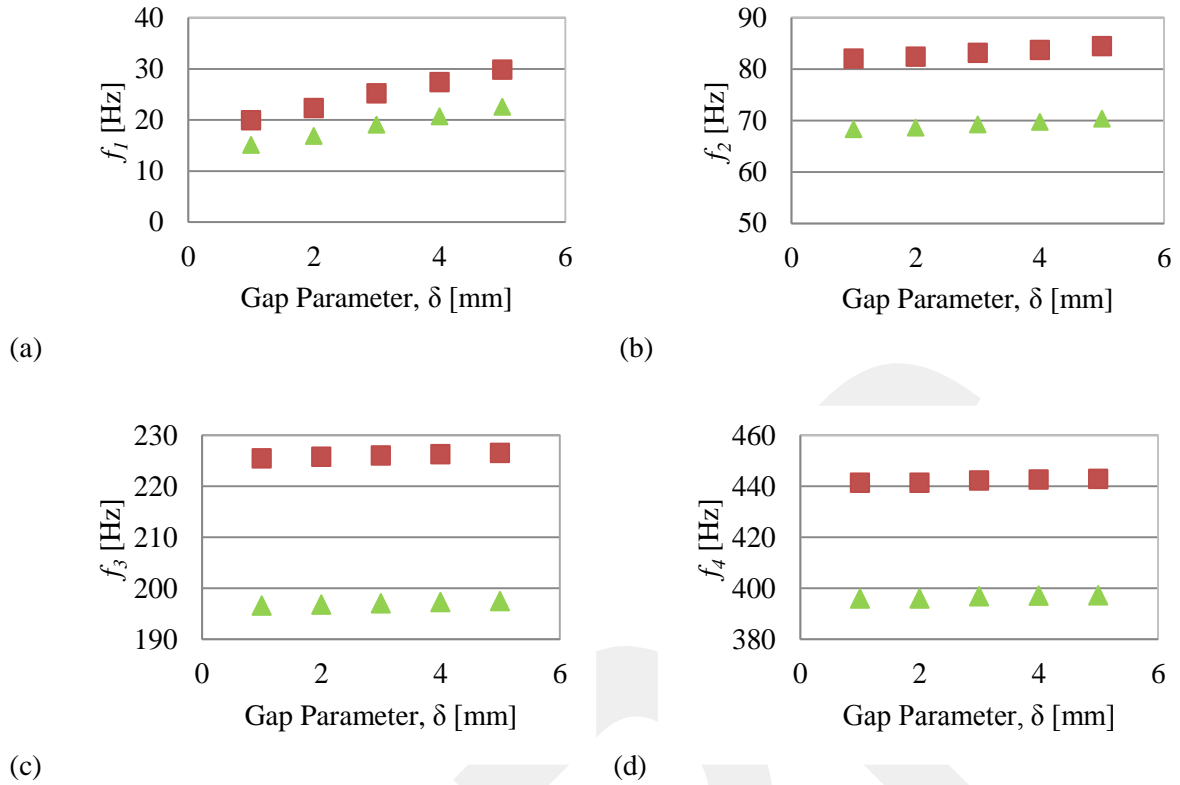 40
30
20
10
0
f1 [Hz]
0 2 4 6
Gap Parameter, δ [mm]
(a)
90
80
70
60
50
f2 [Hz]
0 2 4 6
Gap Parameter, δ [mm]
(b)
230
220
210
200
190
f3 [Hz]
0 2 4 6
Gap Parameter, δ [mm]
(c)
460
440
420
400
380
f4 [Hz]
0 2 4 6
Gap Parameter, δ [mm]
(d)